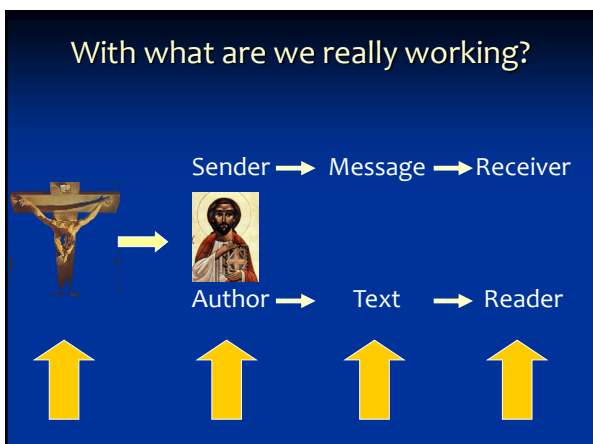 With what are we really working?
Sender Message Receiver
Author Text Reader